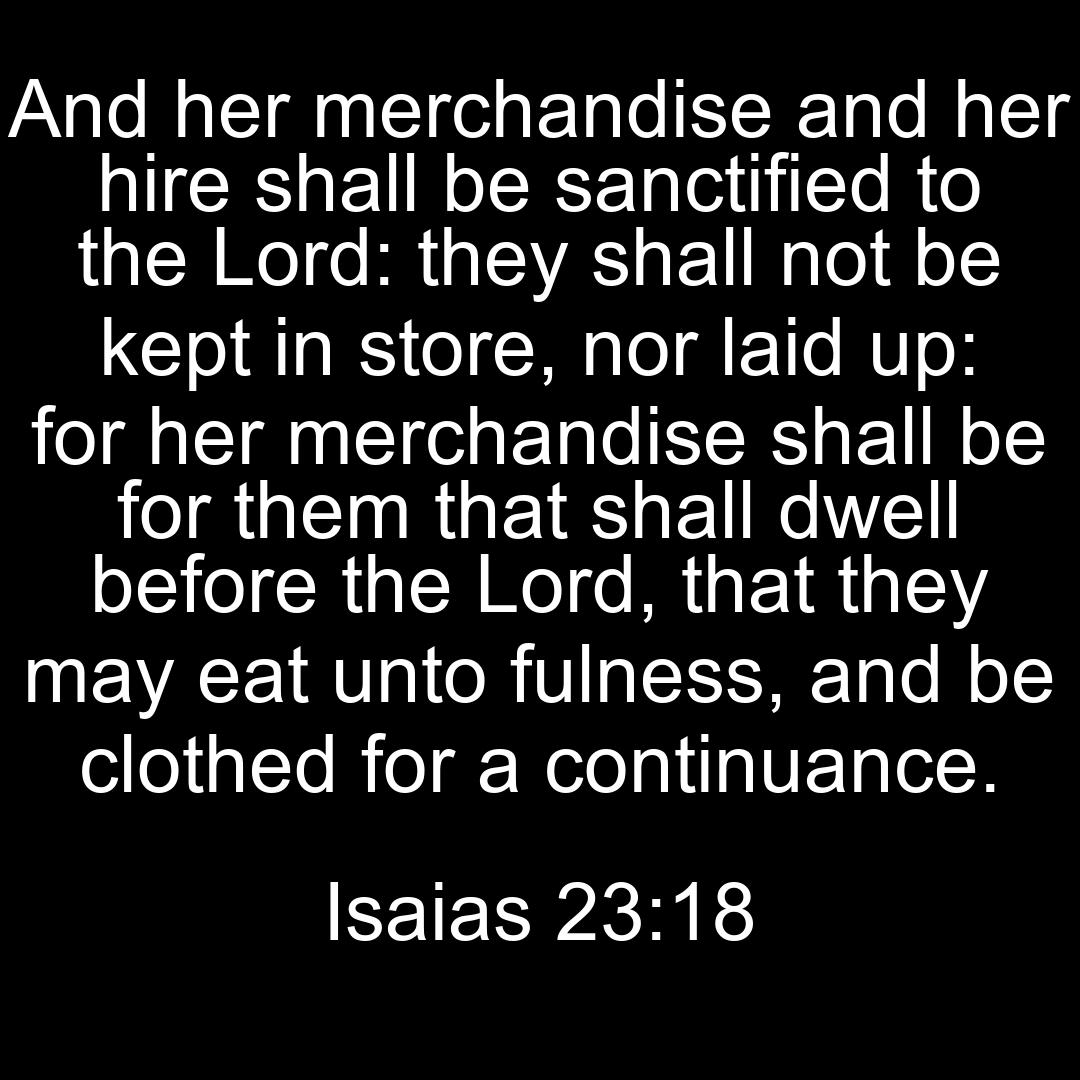 And her merchandise and her
hire shall be sanctified to
the Lord: they shall not be
kept in store, nor laid up:
for her merchandise shall be
for them that shall dwell
before the Lord, that they
may eat unto fulness, and be
clothed for a continuance.
Isaias 23:18